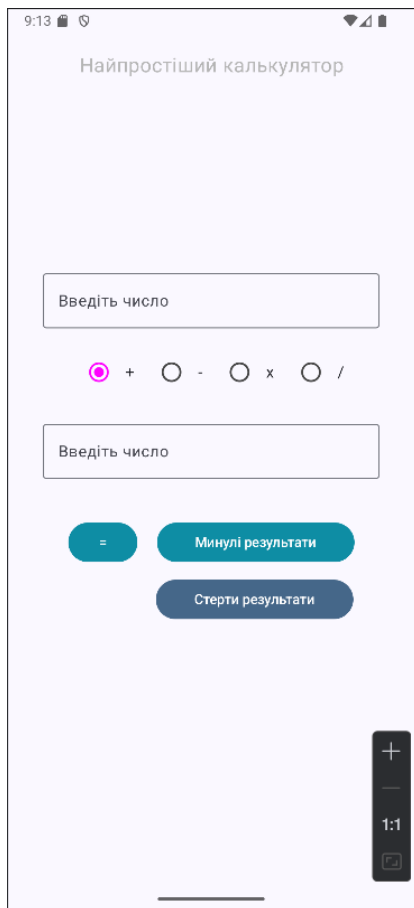 9:13
Найпростіший калькулятор
Введіть число
+ - x /
Введіть число
= Минулі результати
Стерти результати
1:1